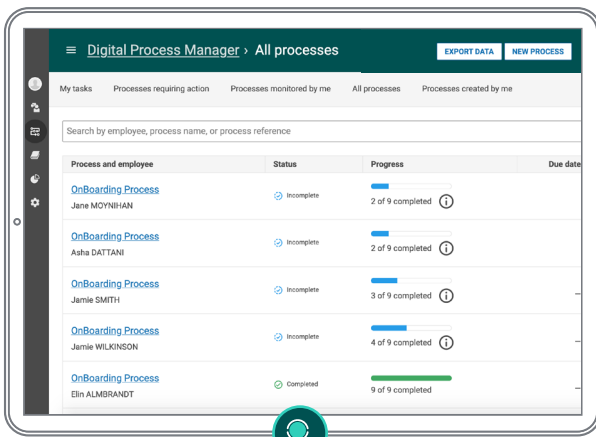 Digital Process Manager › All processes
EXPORT DATA
NEW PROCESS
My tasks
Processes requiring action
Processes monitored by me
All processes
Processes created by me
Search by employee, process name, or process reference
Process and employee
Status
Progress
Due date
OnBoarding Process
Jane MOYNIHAN
Incomplete
2 of 9 completed
OnBoarding Process
Asha DATTANI
Incomplete
2 of 9 completed
OnBoarding Process
Jamie SMITH
Incomplete
3 of 9 completed
OnBoarding Process
Jamie WILKINSON
Incomplete
4 of 9 completed
OnBoarding Process
Elin ALMBRANDT
Completed
9 of 9 completed